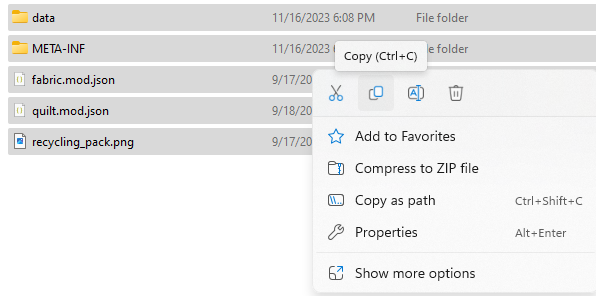 data 11/16/2023 6:08 PM File folder
META-INF 11/16/2023 File folder
Copy (Ctrl+C)
fabric.mod.json 9/17/20
quilt.mod.json 9/18/20
recycling_pack.png 9/17/20
Add to Favorites
Compress to ZIP file
Copy as path Ctrl+Shift+C
Properties Alt+Enter
Show more options